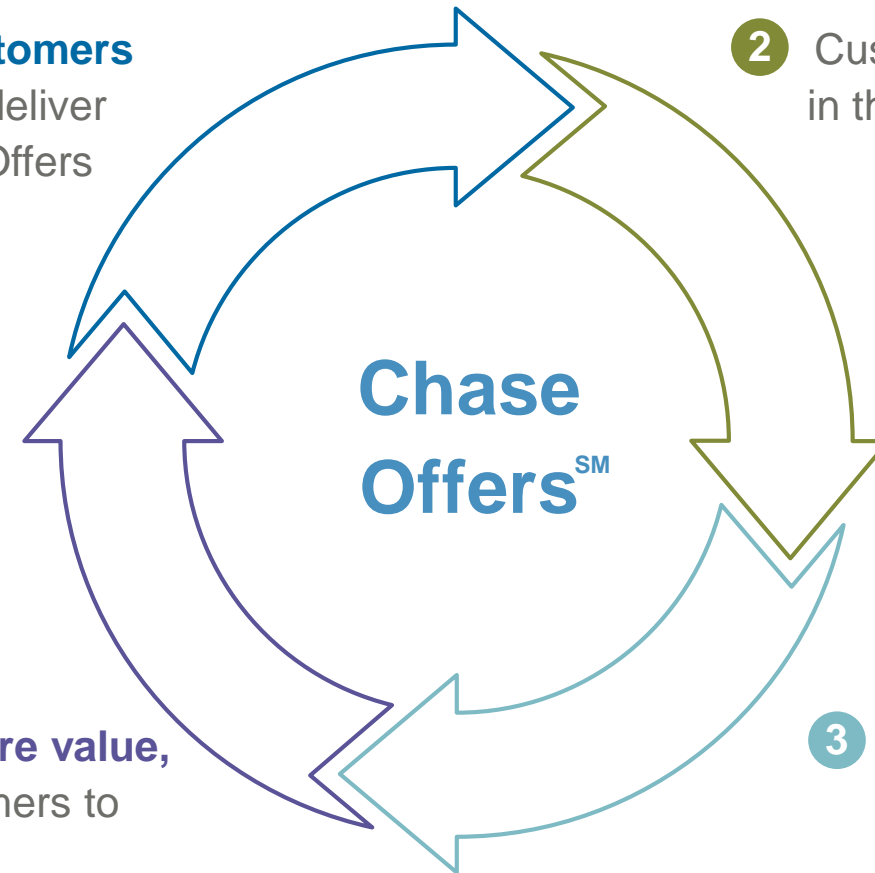 tomers
deliver
Offers
2 Cus
in th
Chase
Offers℠
re value,
ners to
3